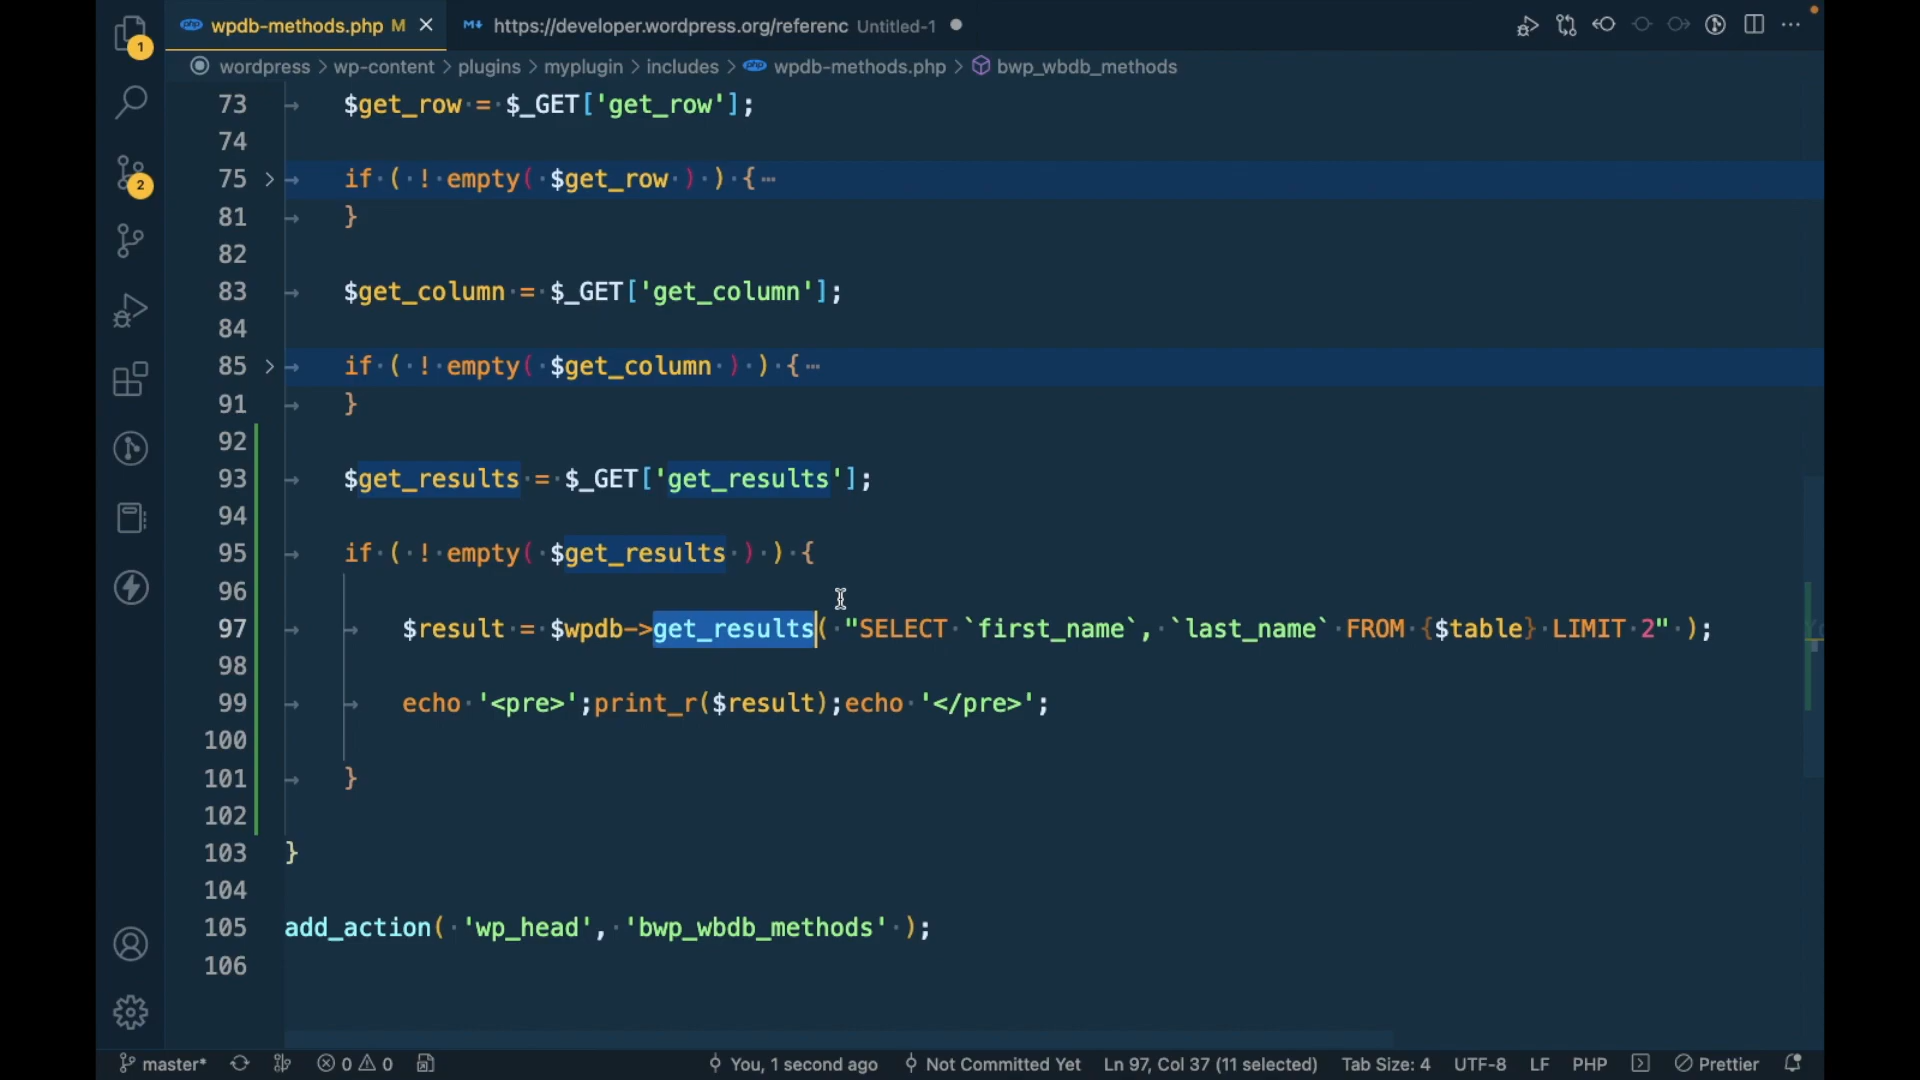 wpdb-methods.php M
https://developer.wordpress.org/referenc Untitled-1
wordpress > wp-content > plugins > myplugin > includes > wpdb-methods.php > bwp_wbdb_methods
1
2
73 $get_row = $_GET['get_row'];
74
75 if ( ! empty( $get_row ) ) {
81 }
82
83 $get_column = $_GET['get_column'];
84
85 if ( ! empty( $get_column ) ) {
91 }
92
93 $get_results = $_GET['get_results'];
94
95 if ( ! empty( $get_results ) ) {
96
97 $result = $wpdb->get_results( "SELECT `first_name`, `last_name` FROM {$table} LIMIT 2" );
98
99 echo '<pre>';print_r($result);echo '</pre>';
100
101 }
102
103 }
104
105 add_action( 'wp_head', 'bwp_wbdb_methods' );
106
master* 0 0 You, 1 second ago Not Committed Yet Ln 97, Col 37 (11 selected) Tab Size: 4 UTF-8 LF PHP Prettier